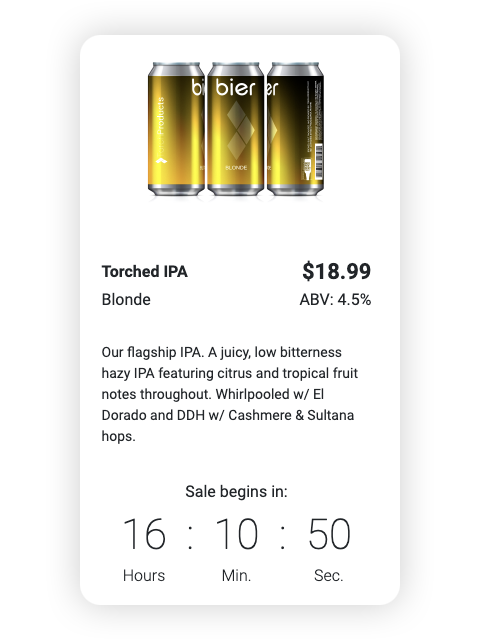 Products
bi
bier
er
BLONDE
Torched IPA
$18.99
Blonde
ABV: 4.5%
Our flagship IPA. A juicy, low bitterness
hazy IPA featuring citrus and tropical fruit
notes throughout. Whirlpooled w/ El
Dorado and DDH w/ Cashmere & Sultana
hops.
Sale begins in:
16 : 10 : 50
Hours Min. Sec.